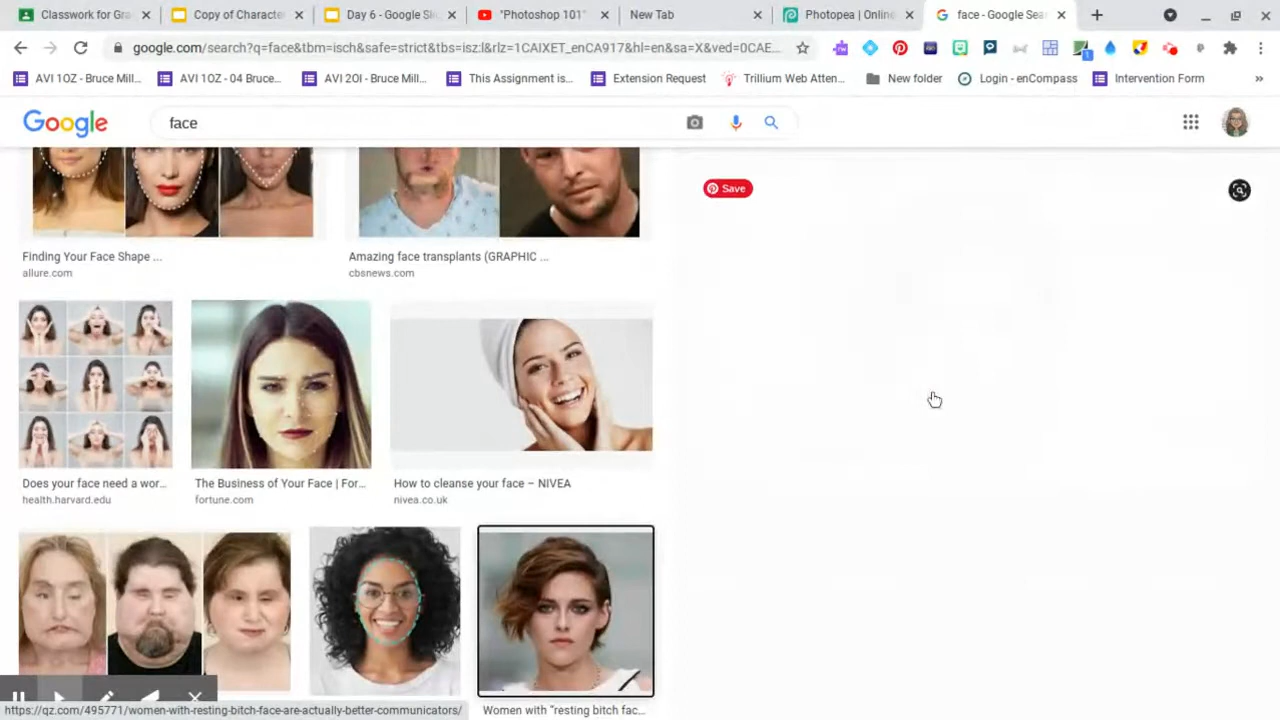 Classwork for Gra
Copy of Character
Day 6 - Google Sli
"Photoshop 101"
New Tab
Photopea | Online
face - Google Sear
google.com/search?q=face&tbm=isch&safe=strict&tbs=isz:l&rlz=1CAIXET_enCA917&hl=en&sa=X&ved=0CAE...
AVI 1OZ - Bruce Mill...
AVI 1OZ - 04 Bruce...
AVI 2OI - Bruce Mill...
This Assignment is...
Extension Request
Trillium Web Atten...
New folder
Login - enCompass
Intervention Form
»
Google
face
Save
Finding Your Face Shape ...
allure.com
Amazing face transplants (GRAPHIC ...
cbsnews.com
Does your face need a wor...
health.harvard.edu
The Business of Your Face | For...
fortune.com
How to cleanse your face – NIVEA
nivea.co.uk
https://qz.com/495771/women-with-resting-bitch-face-are-actually-better-communicators/
Women with "resting bitch fac...